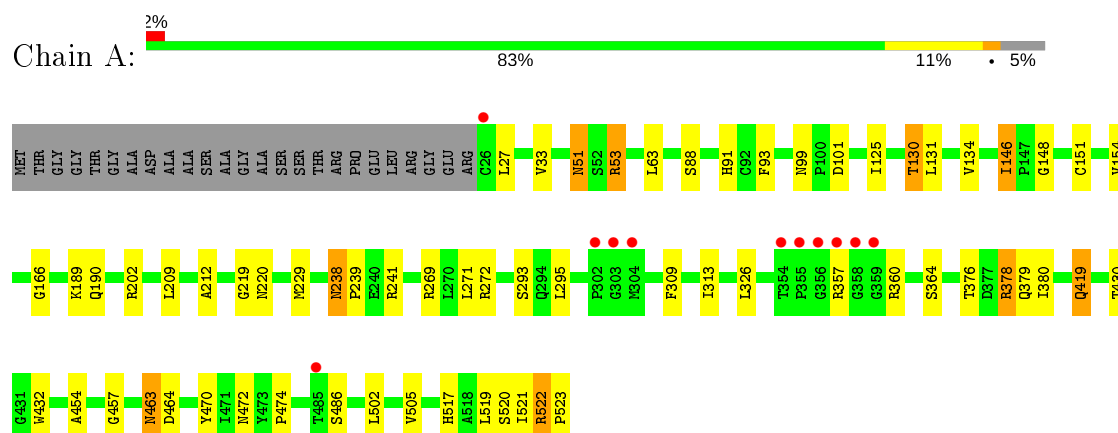 2%
Chain A:
83% 11% • 5%
MET THR GLY GLY THR GLY ALA ASP ALA ALA SER ALA GLY ALA SER SER THR ARG PRO GLU LEU ARG GLY GLU ARG C26 L27 V33 N51 S52 R53 L63 S88 H91 C92 F93 N99 P100 D101 I125 T130 L131 V134 I146 P147 G148 C151 V154
G166 K189 Q190 R202 L209 A212 G219 N220 M229 N238 P239 E240 R241 R269 L270 L271 R272 S293 Q294 L295 P302 G303 M304 F309 I313 L326 T354 P355 G356 R357 G358 G359 R360 S364 T376 D377 R378 Q379 I380 Q419 T430
G431 W432 A454 G457 N463 D464 Y470 I471 N472 Y473 P474 T485 S486 L502 V505 H517 A518 L519 S520 I521 R522 P523